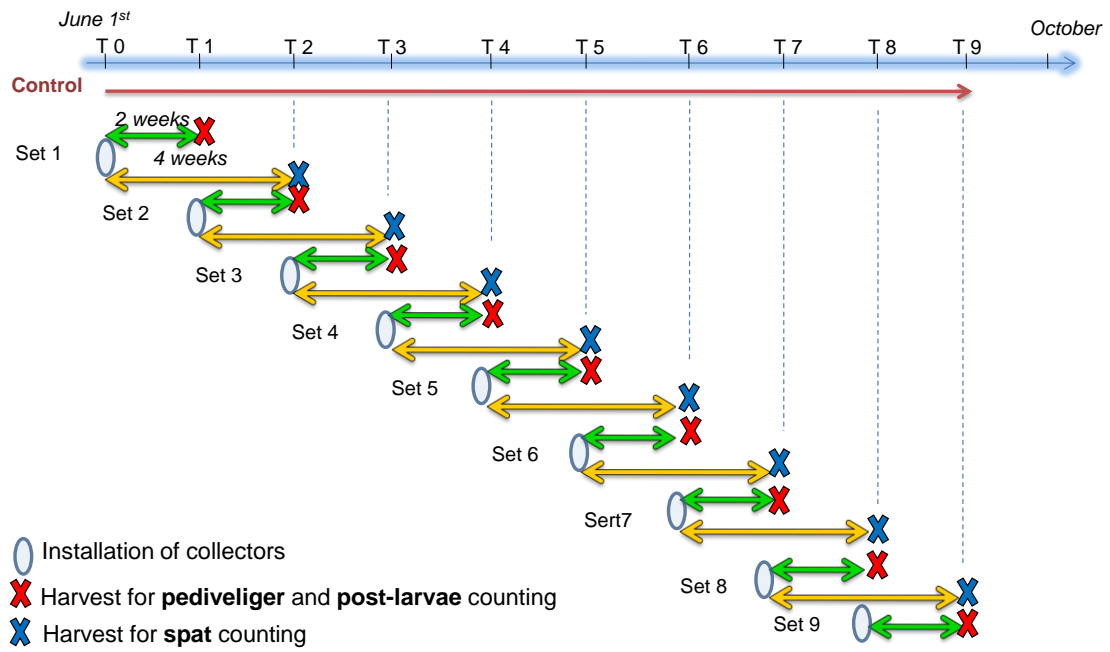 June 1st
October
T 0
T 1
T 2
T 3
T 4
T 5
T 6
T 7
T 8
T 9
Control
2 weeks
Set 1
4 weeks
Set 2
Set 3
Set 4
Set 5
Set 6
Sert7
Set 8
Set 9
Installation of collectors
Harvest for pediveliger and post-larvae counting
Harvest for spat counting